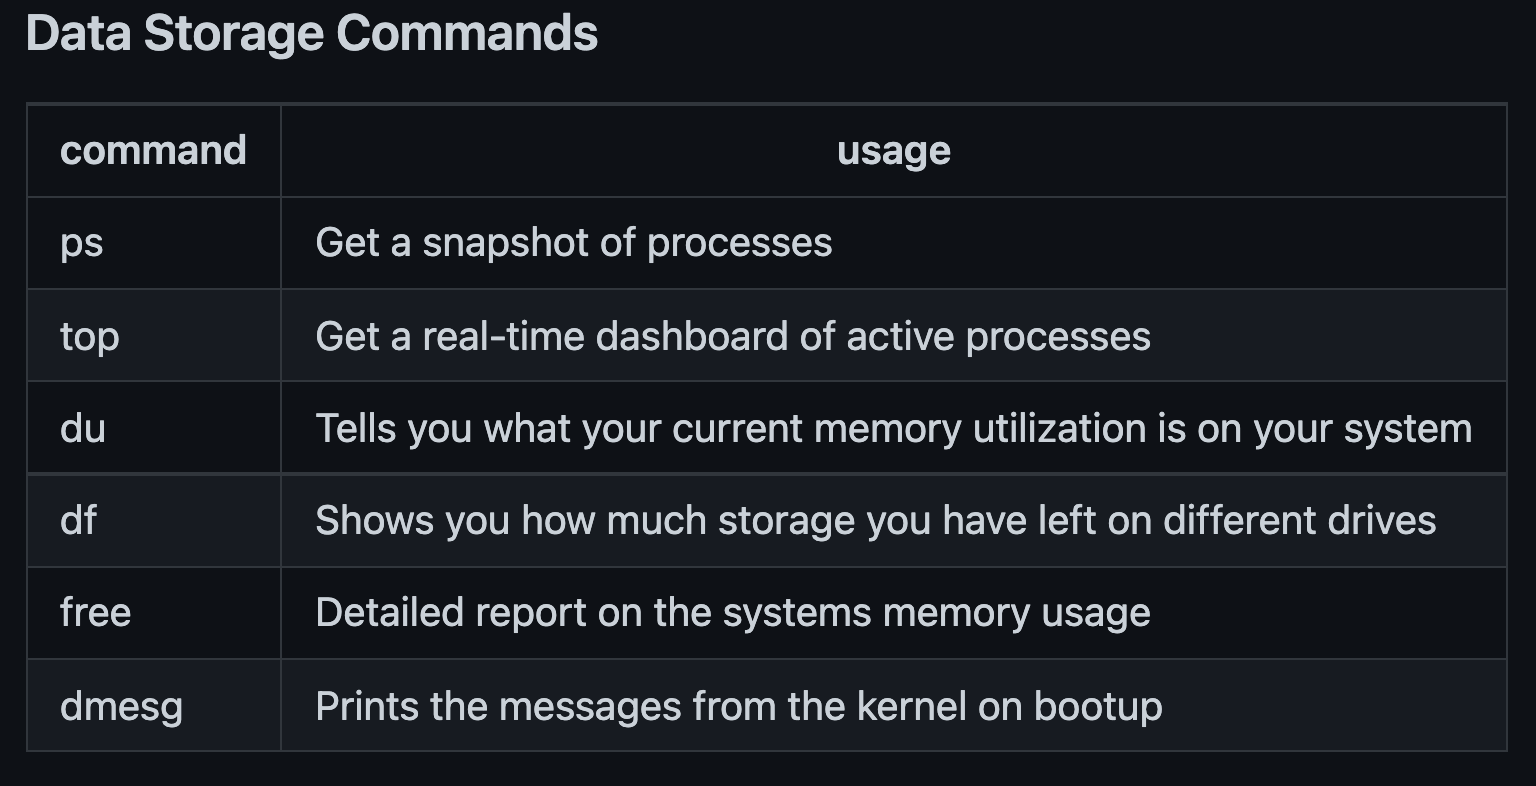 Data Storage Commands
command usage
ps Get a snapshot of processes
top Get a real-time dashboard of active processes
du Tells you what your current memory utilization is on your system
df Shows you how much storage you have left on different drives
free Detailed report on the systems memory usage
dmesg Prints the messages from the kernel on bootup